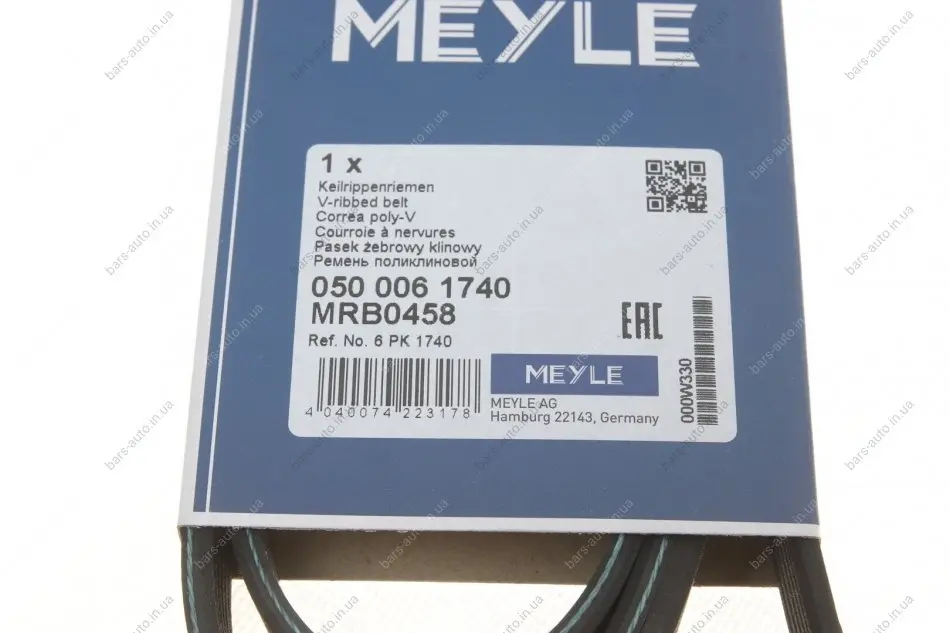 MEYLE
1 x
Keilrippenriemen
V-ribbed belt
Correa poly-V
Courroie à nervures
Pasek żebrowy klinowy
Ремень поликлиновой
050 006 1740
MRB0458
Ref. No. 6 PK 1740
EAC
MEYLE
4 040074 223178
MEYLE AG
Hamburg 22143, Germany
000W330
bars-auto.in.ua